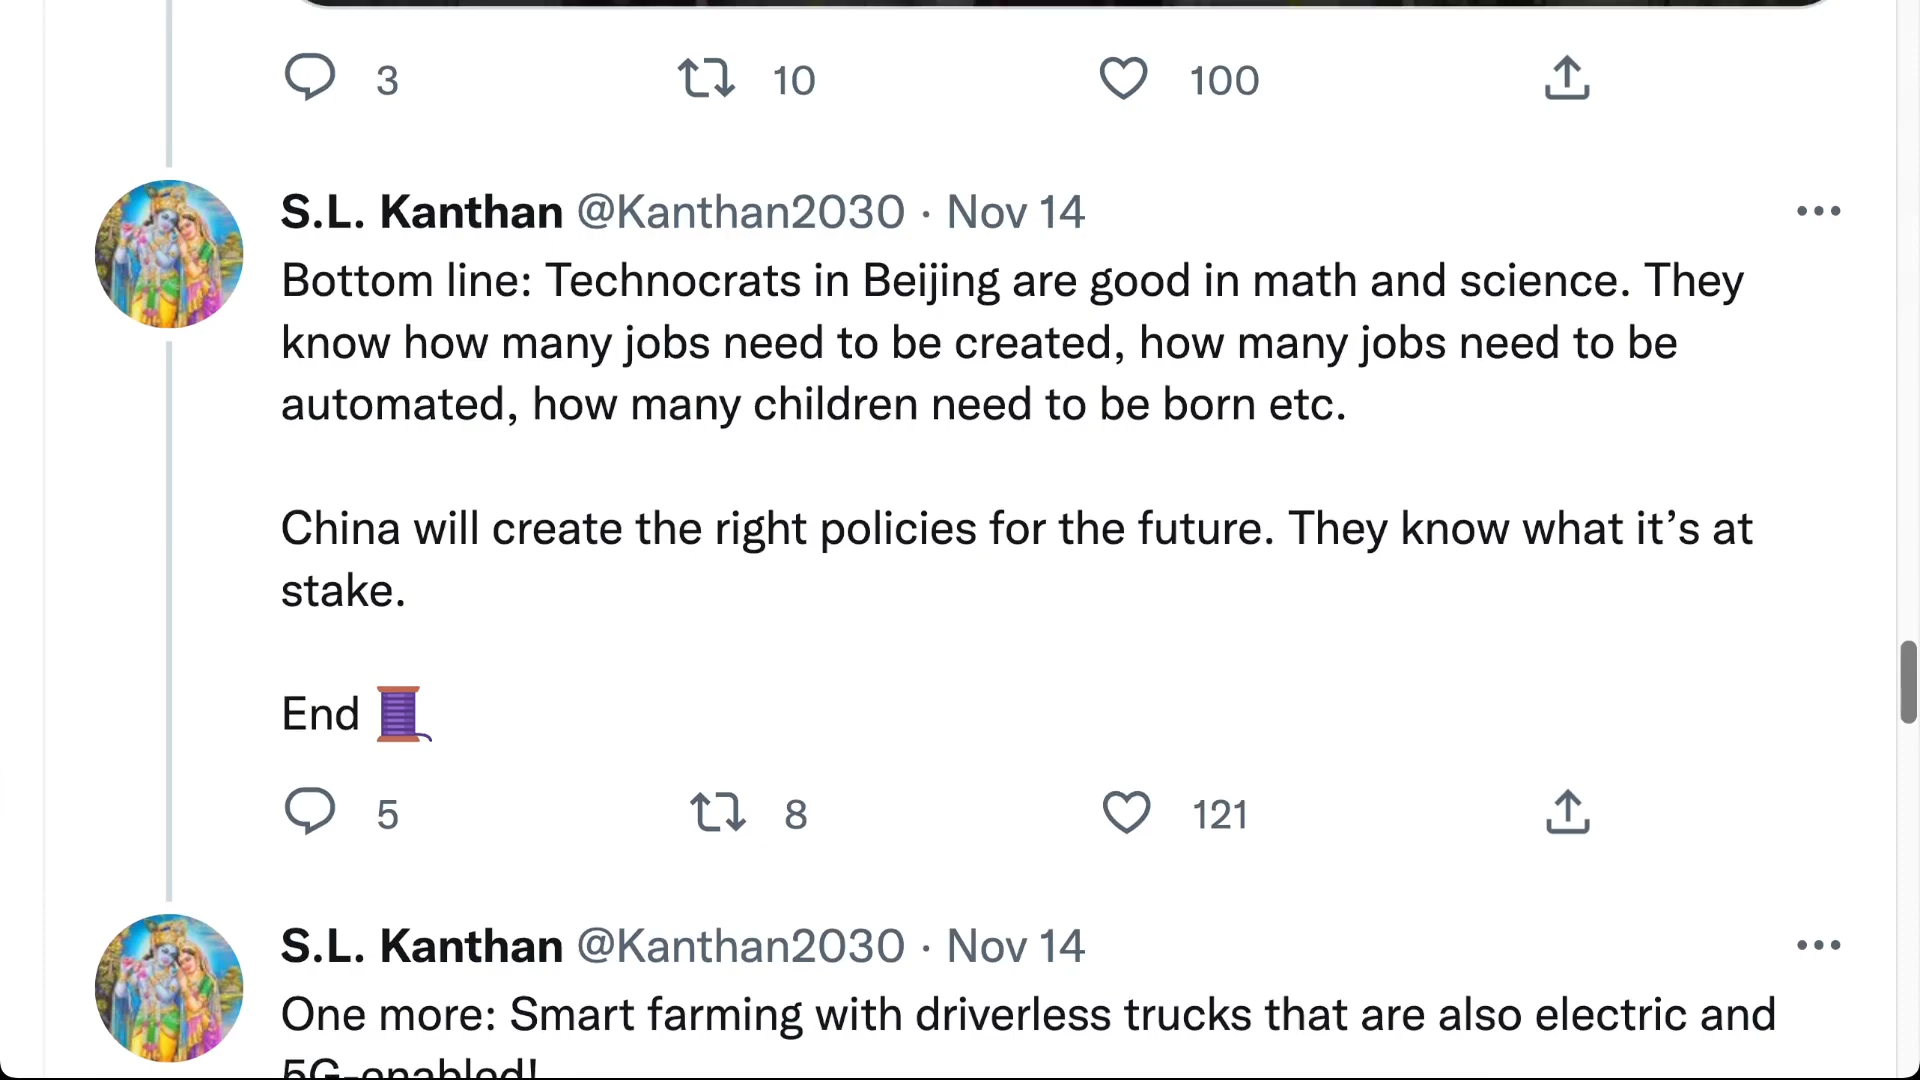 3 10 100
S.L. Kanthan @Kanthan2030 · Nov 14
Bottom line: Technocrats in Beijing are good in math and science. They
know how many jobs need to be created, how many jobs need to be
automated, how many children need to be born etc.
China will create the right policies for the future. They know what it’s at
stake.
End
5 8 121
S.L. Kanthan @Kanthan2030 · Nov 14
One more: Smart farming with driverless trucks that are also electric and
5G-enabled!